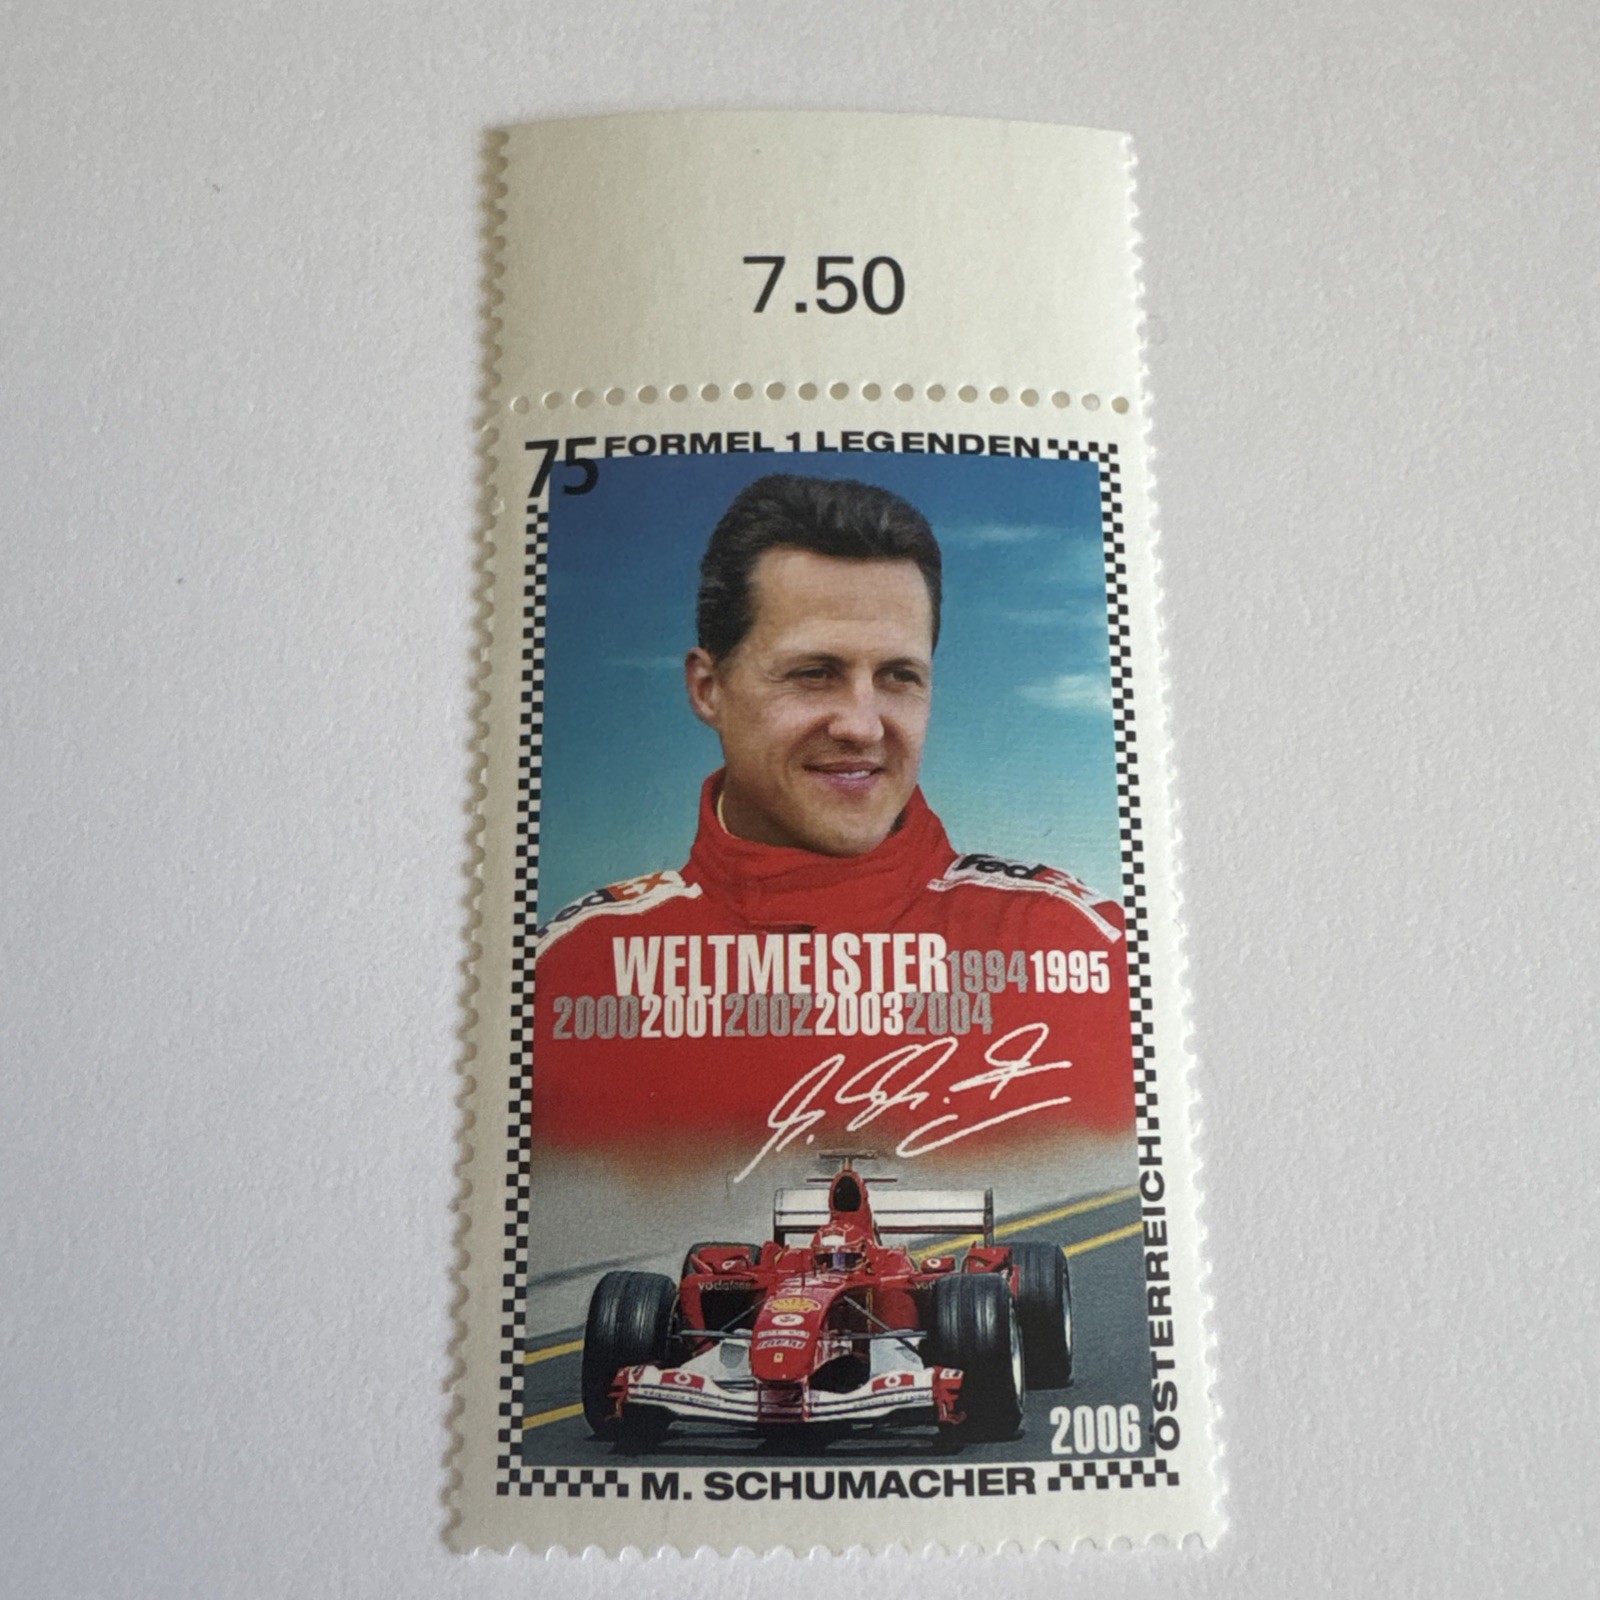 7.50
75 FORMEL 1 LEGENDEN
FedEx
FedEx
WELTMEISTER 1994 1995
2000 2001 2002 2003 2004
vodafone
2006
ÖSTERREICH
M. SCHUMACHER